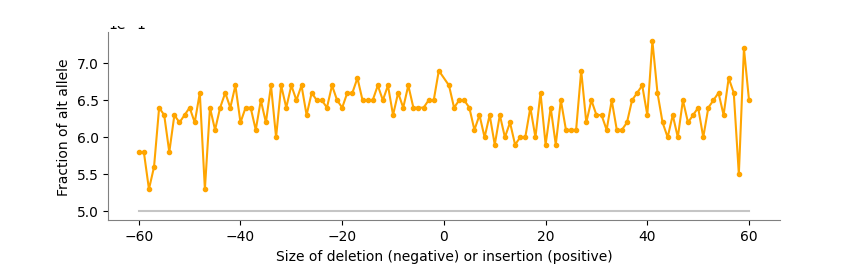 7.0
6.5
6.0
5.5
5.0
Fraction of alt allele
−60 −40 −20 0 20 40 60
Size of deletion (negative) or insertion (positive)